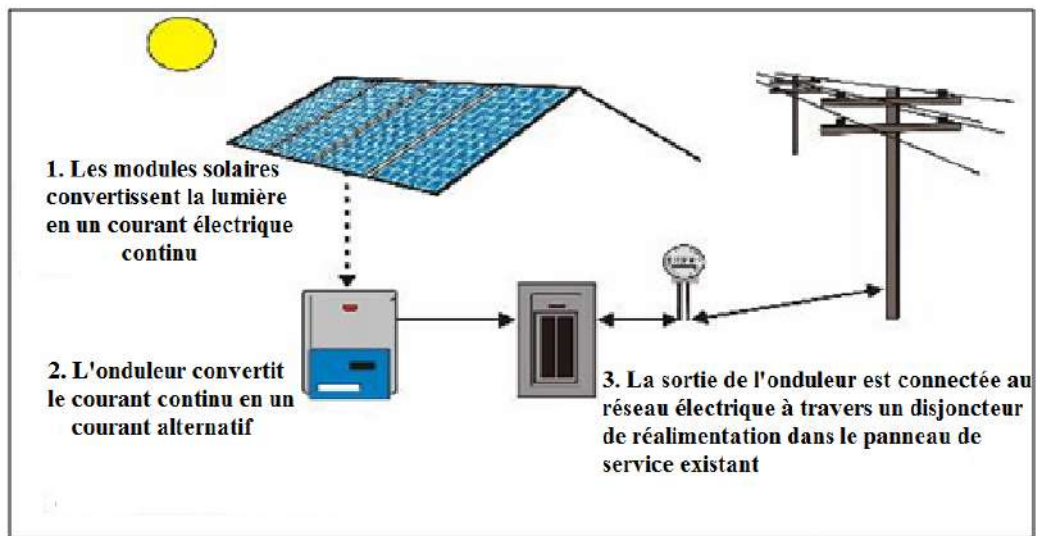 1. Les modules solaires
convertissent la lumière
en un courant électrique
continu
2. L'onduleur convertit
le courant continu en un
courant alternatif
3. La sortie de l'onduleur est connectée au
réseau électrique à travers un disjoncteur
de réalimentation dans le panneau de
service existant